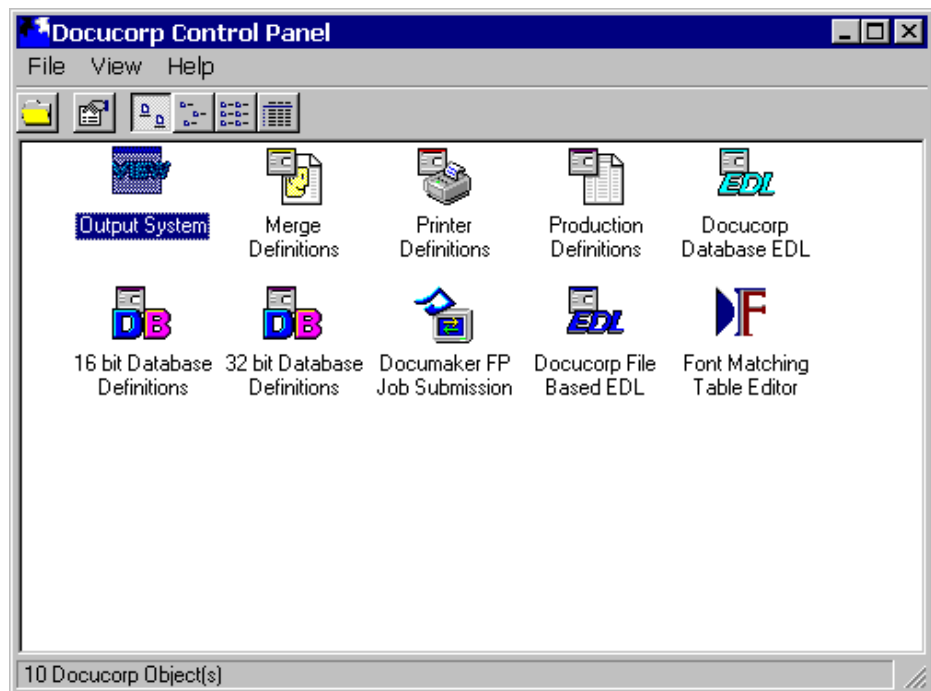 Docucorp Control Panel
File View Help
VIEW
Output System
Merge
Definitions
Printer
Definitions
Production
Definitions
EDL
Docucorp
Database EDL
DB
16 bit Database
Definitions
DB
32 bit Database
Definitions
Documaker FP
Job Submission
EDL
Docucorp File
Based EDL
F
Font Matching
Table Editor
10 Docucorp Object(s)